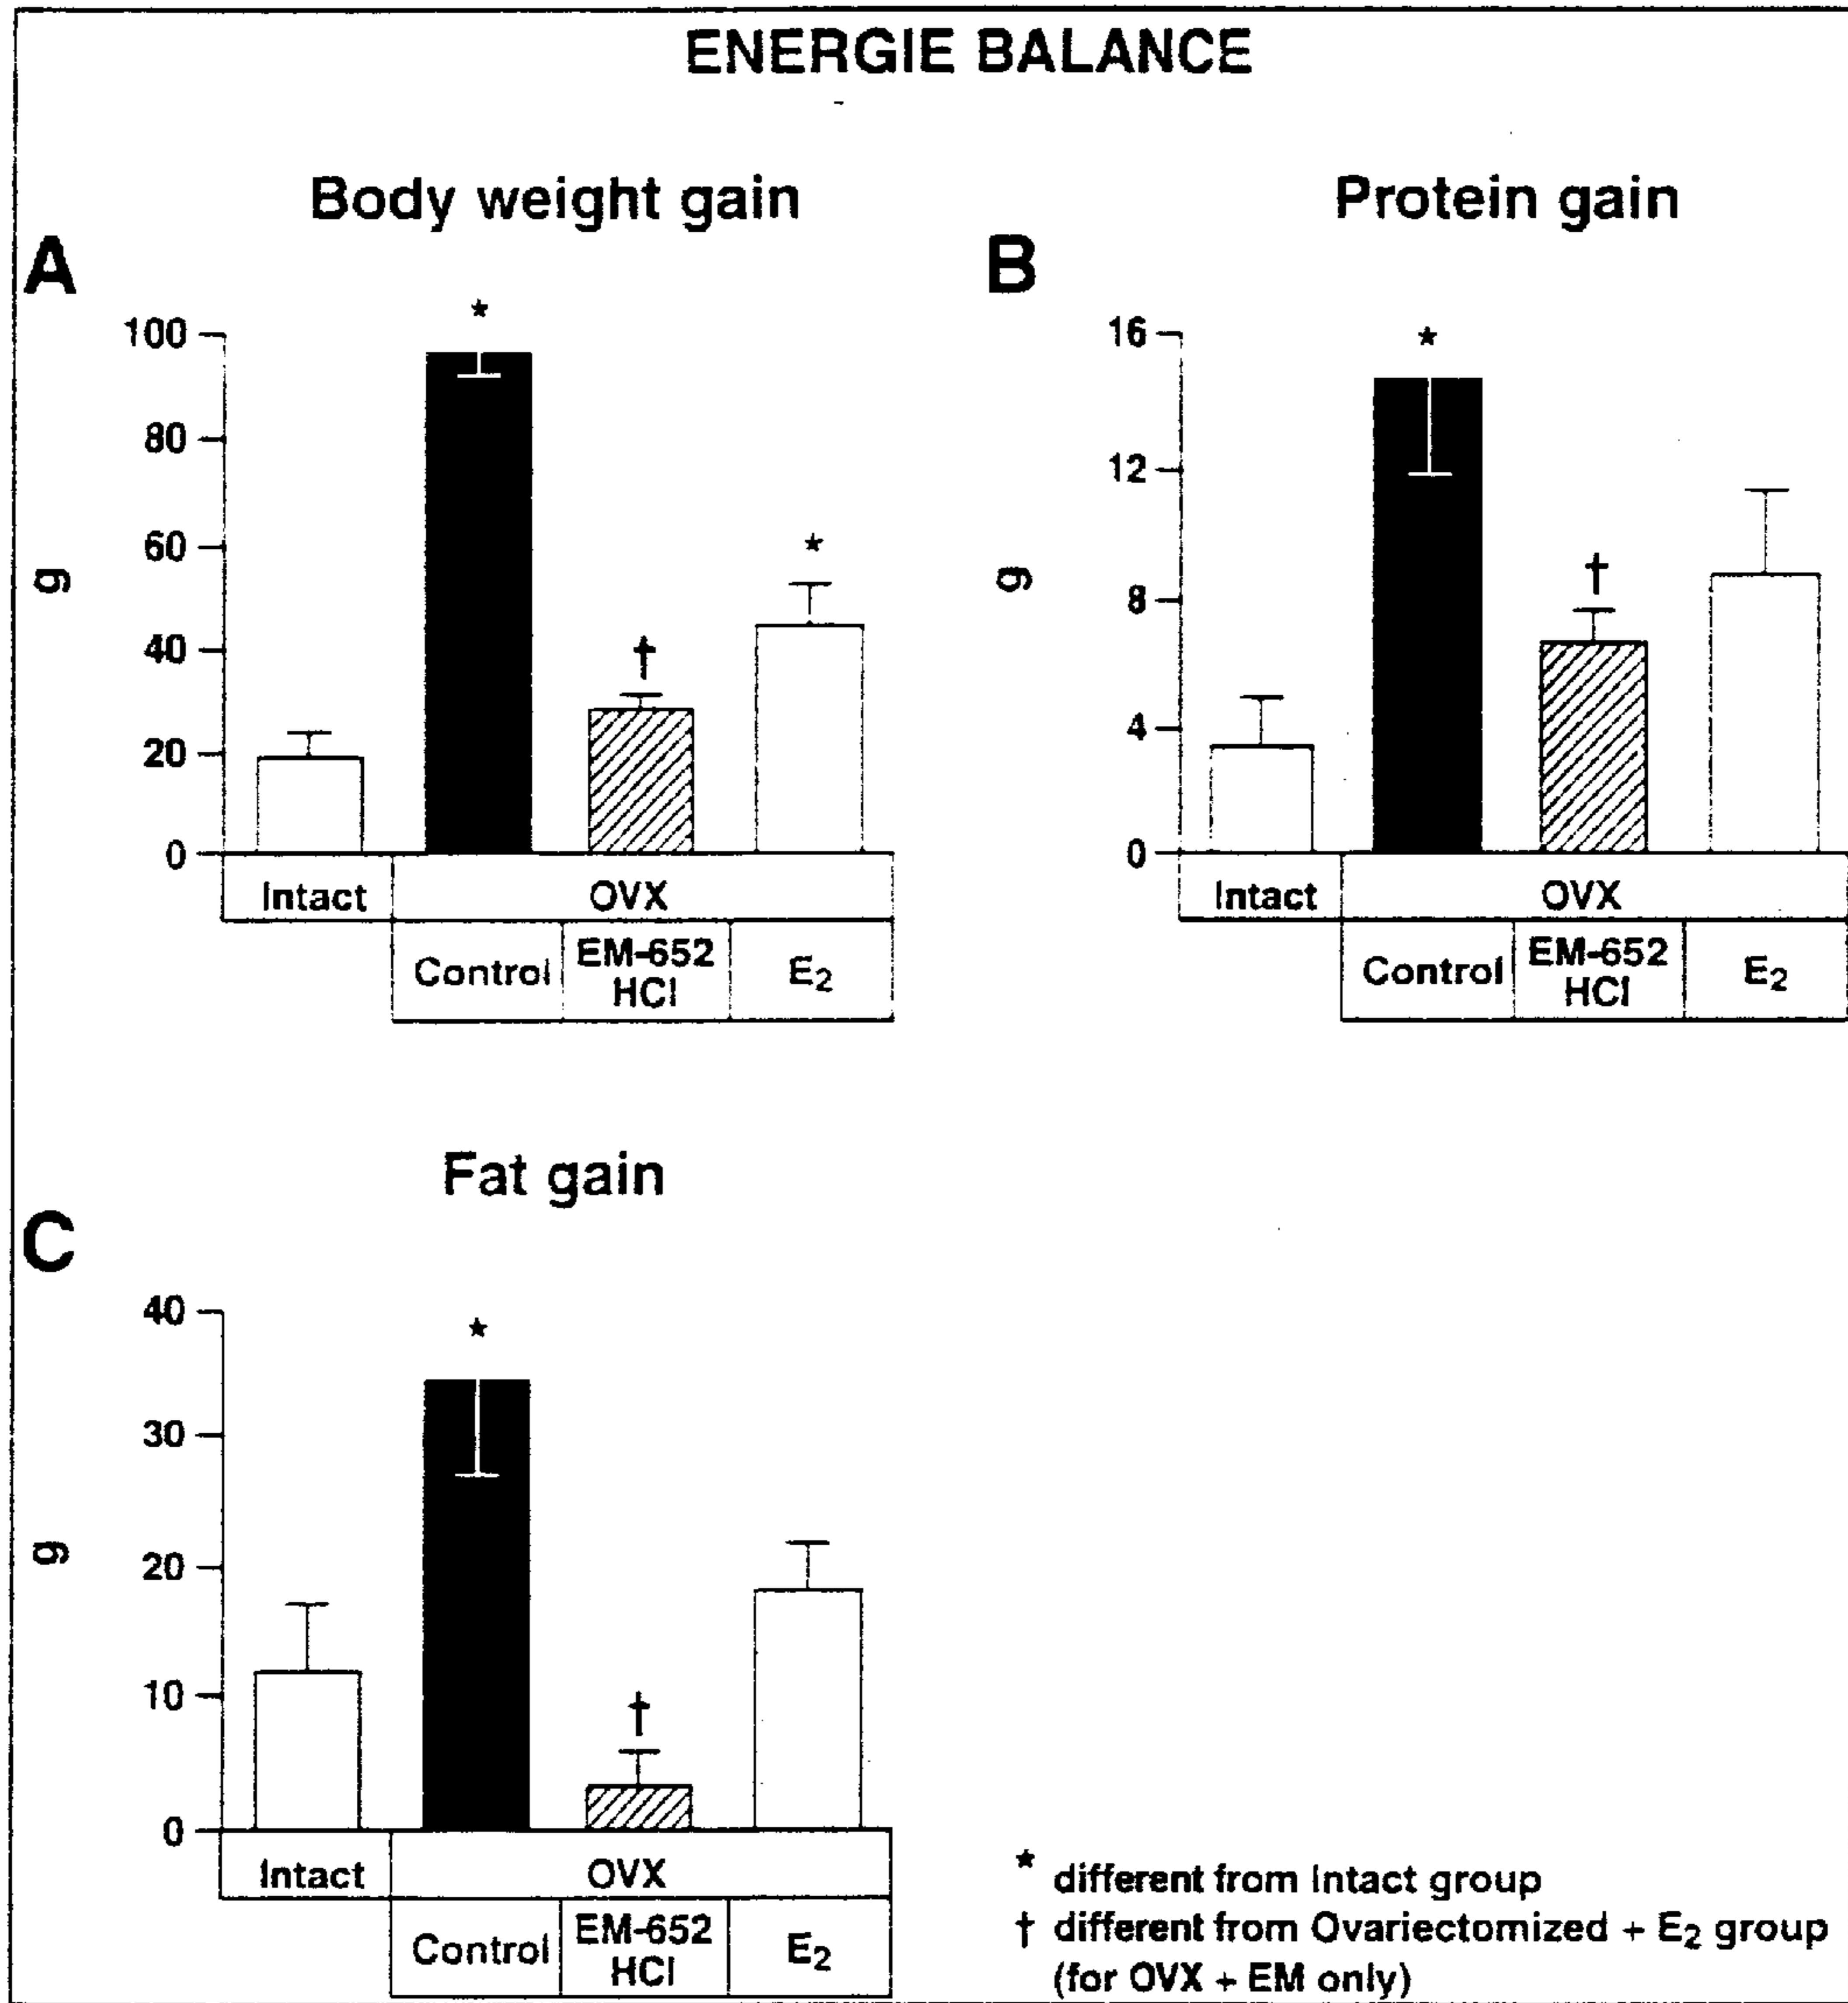 ENERGIE BALANCE
Body weight gain
A
*
100
80
60
40
20
0
g
†
*
Intact
OVX
Control
EM-652
HCl
E₂
Protein gain
B
*
16
12
8
4
0
g
†
Intact
OVX
Control
EM-652
HCl
E₂
Fat gain
C
*
40
30
20
10
0
g
†
Intact
OVX
Control
EM-652
HCl
E₂
* different from Intact group
† different from Ovariectomized + E₂ group
(for OVX + EM only)